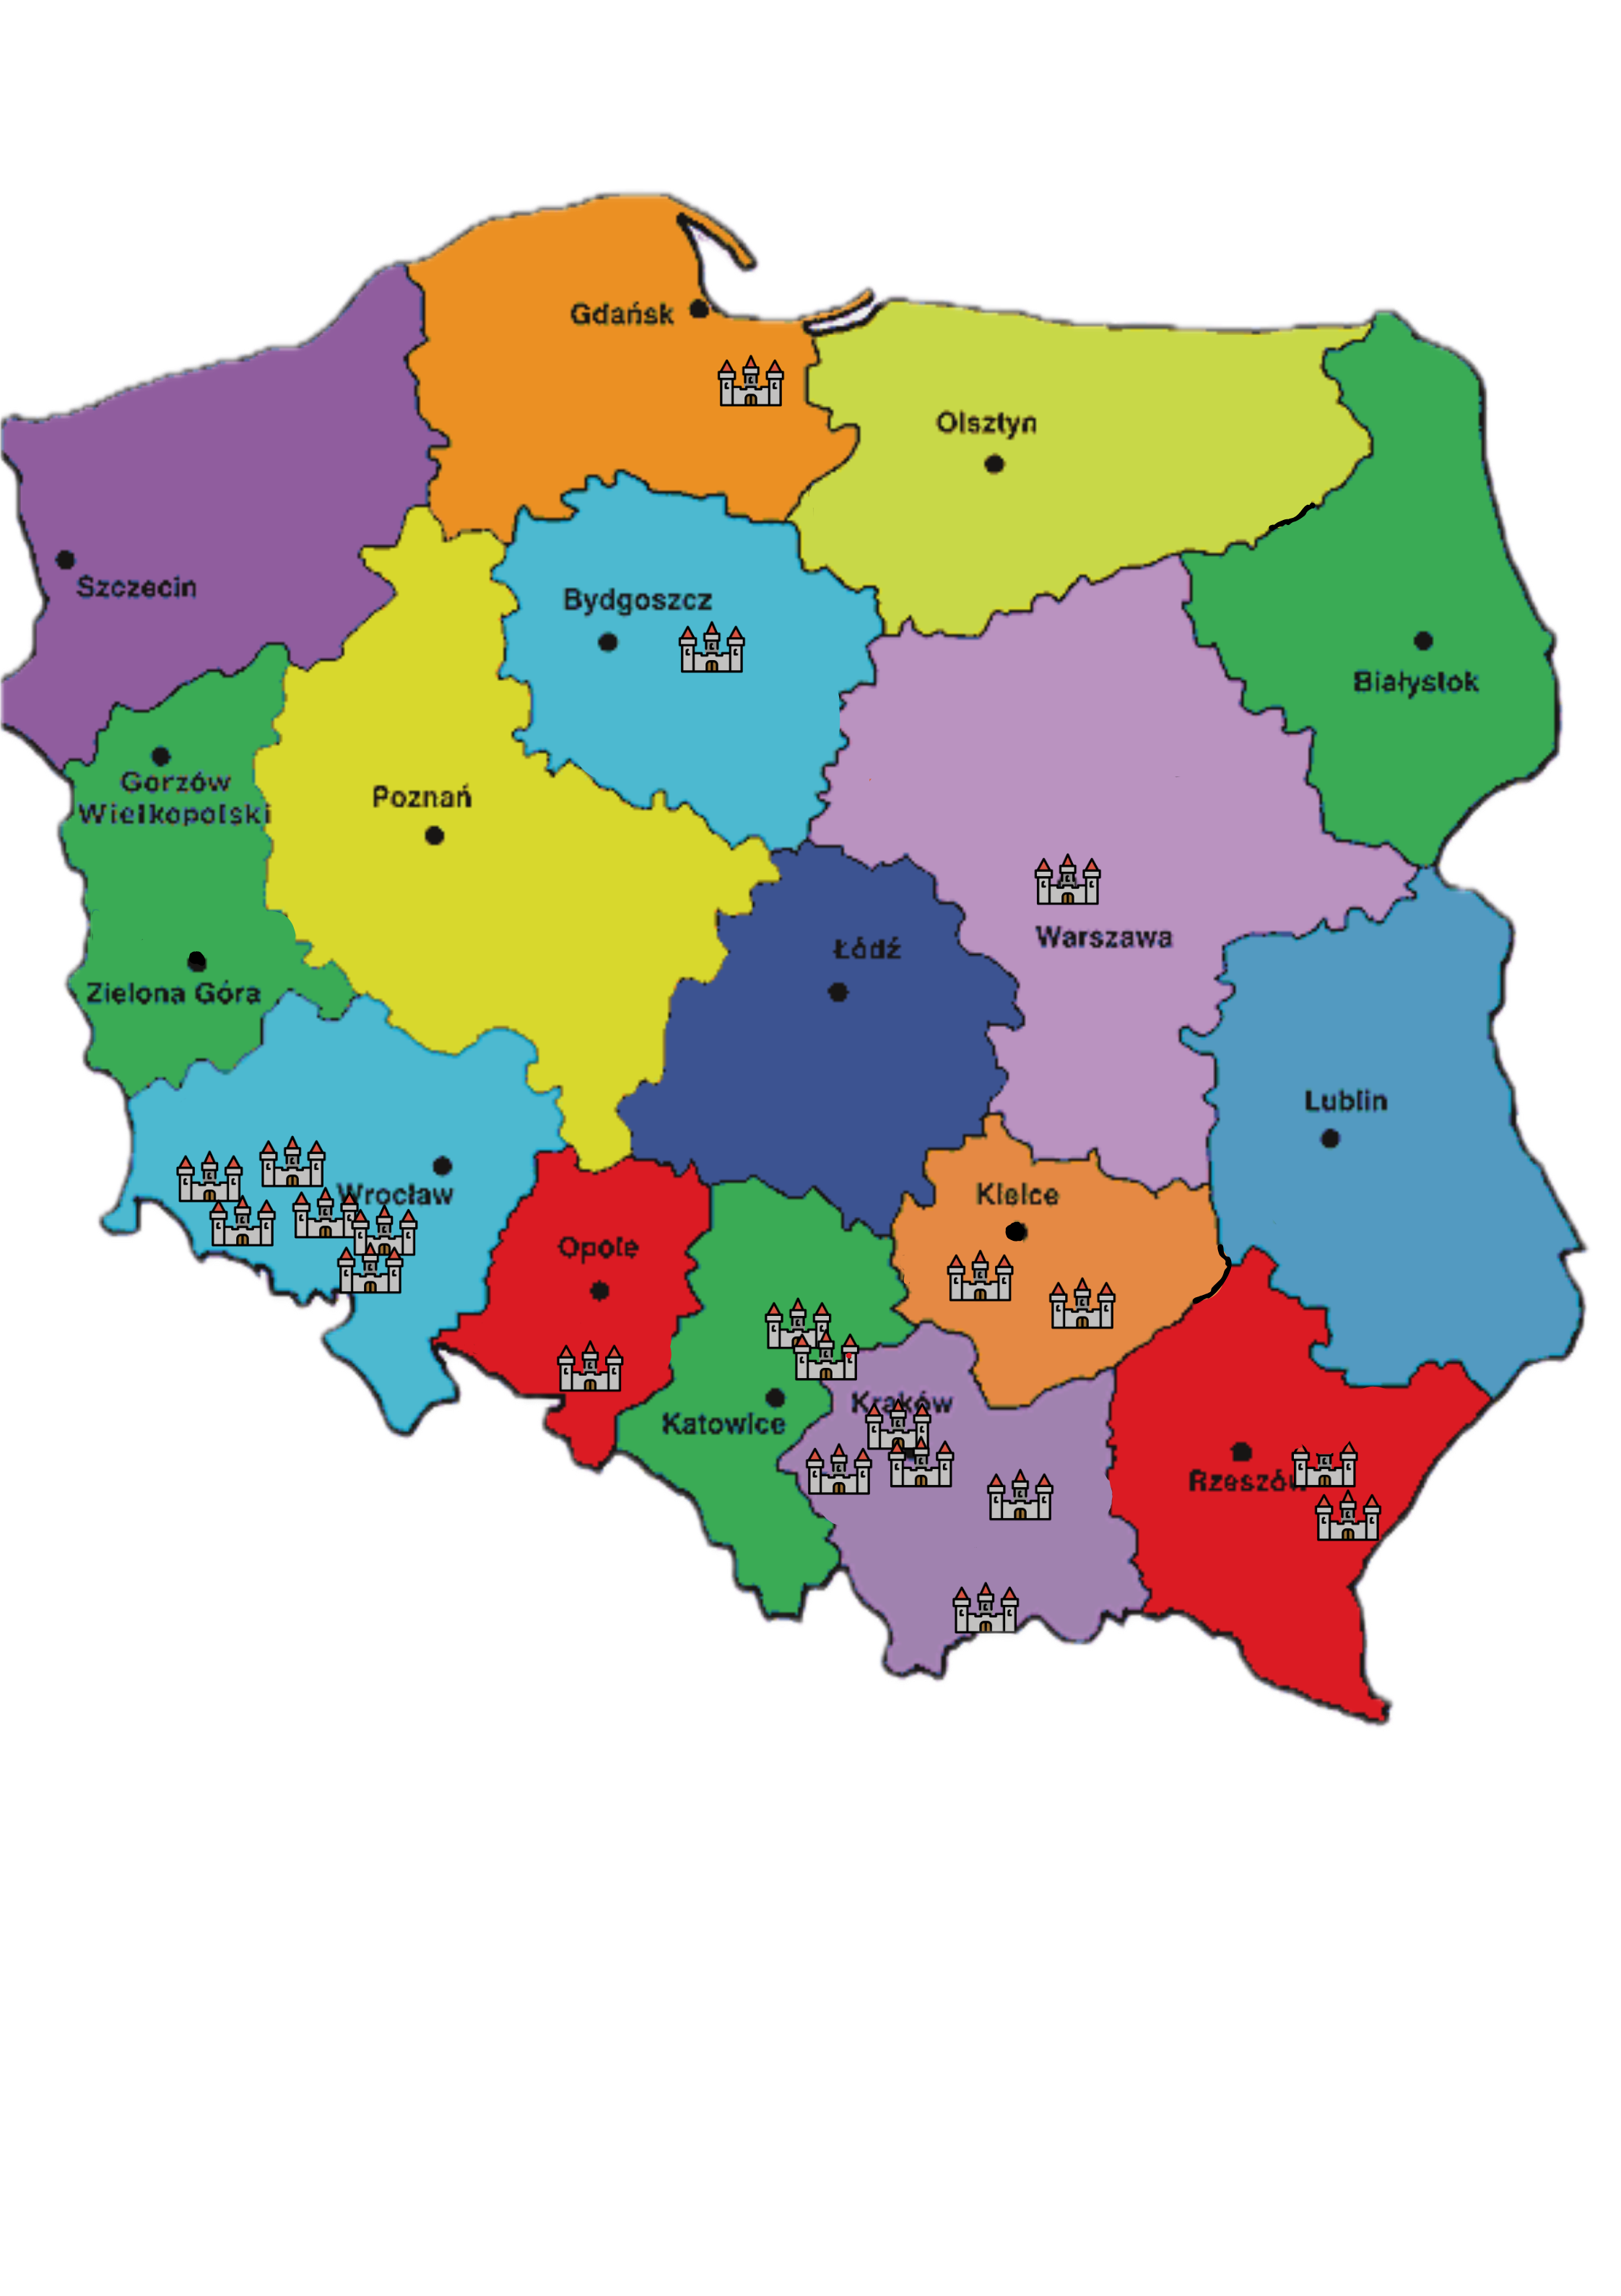 Gdańsk
Olsztyn
Szczecin
Bydgoszcz
Białystok
Gorzów
Wielkopolski
Poznań
Warszawa
Łódź
Zielona Góra
Lublin
Wrocław
Kielce
Opole
Kraków
Katowice
Rzeszów